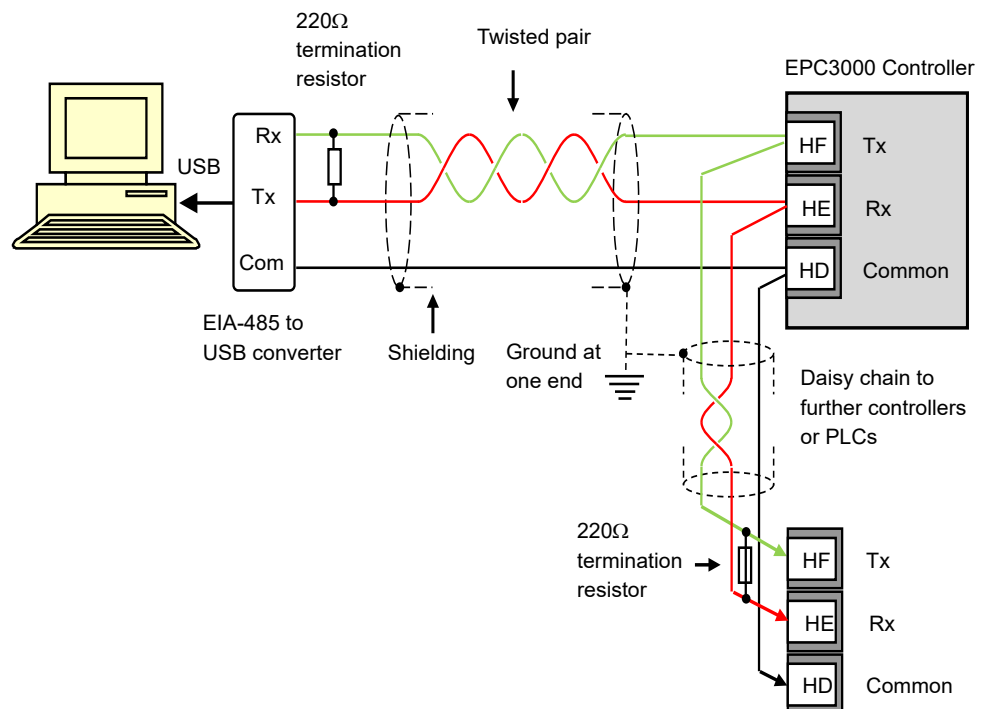 220Ω
termination
resistor
Twisted pair
EPC3000 Controller
USB
Rx
Tx
Com
HF
Tx
HE
Rx
HD
Common
EIA-485 to
USB converter
Shielding
Ground at
one end
Daisy chain to
further controllers
or PLCs
220Ω
termination
resistor
HF
Tx
HE
Rx
HD
Common